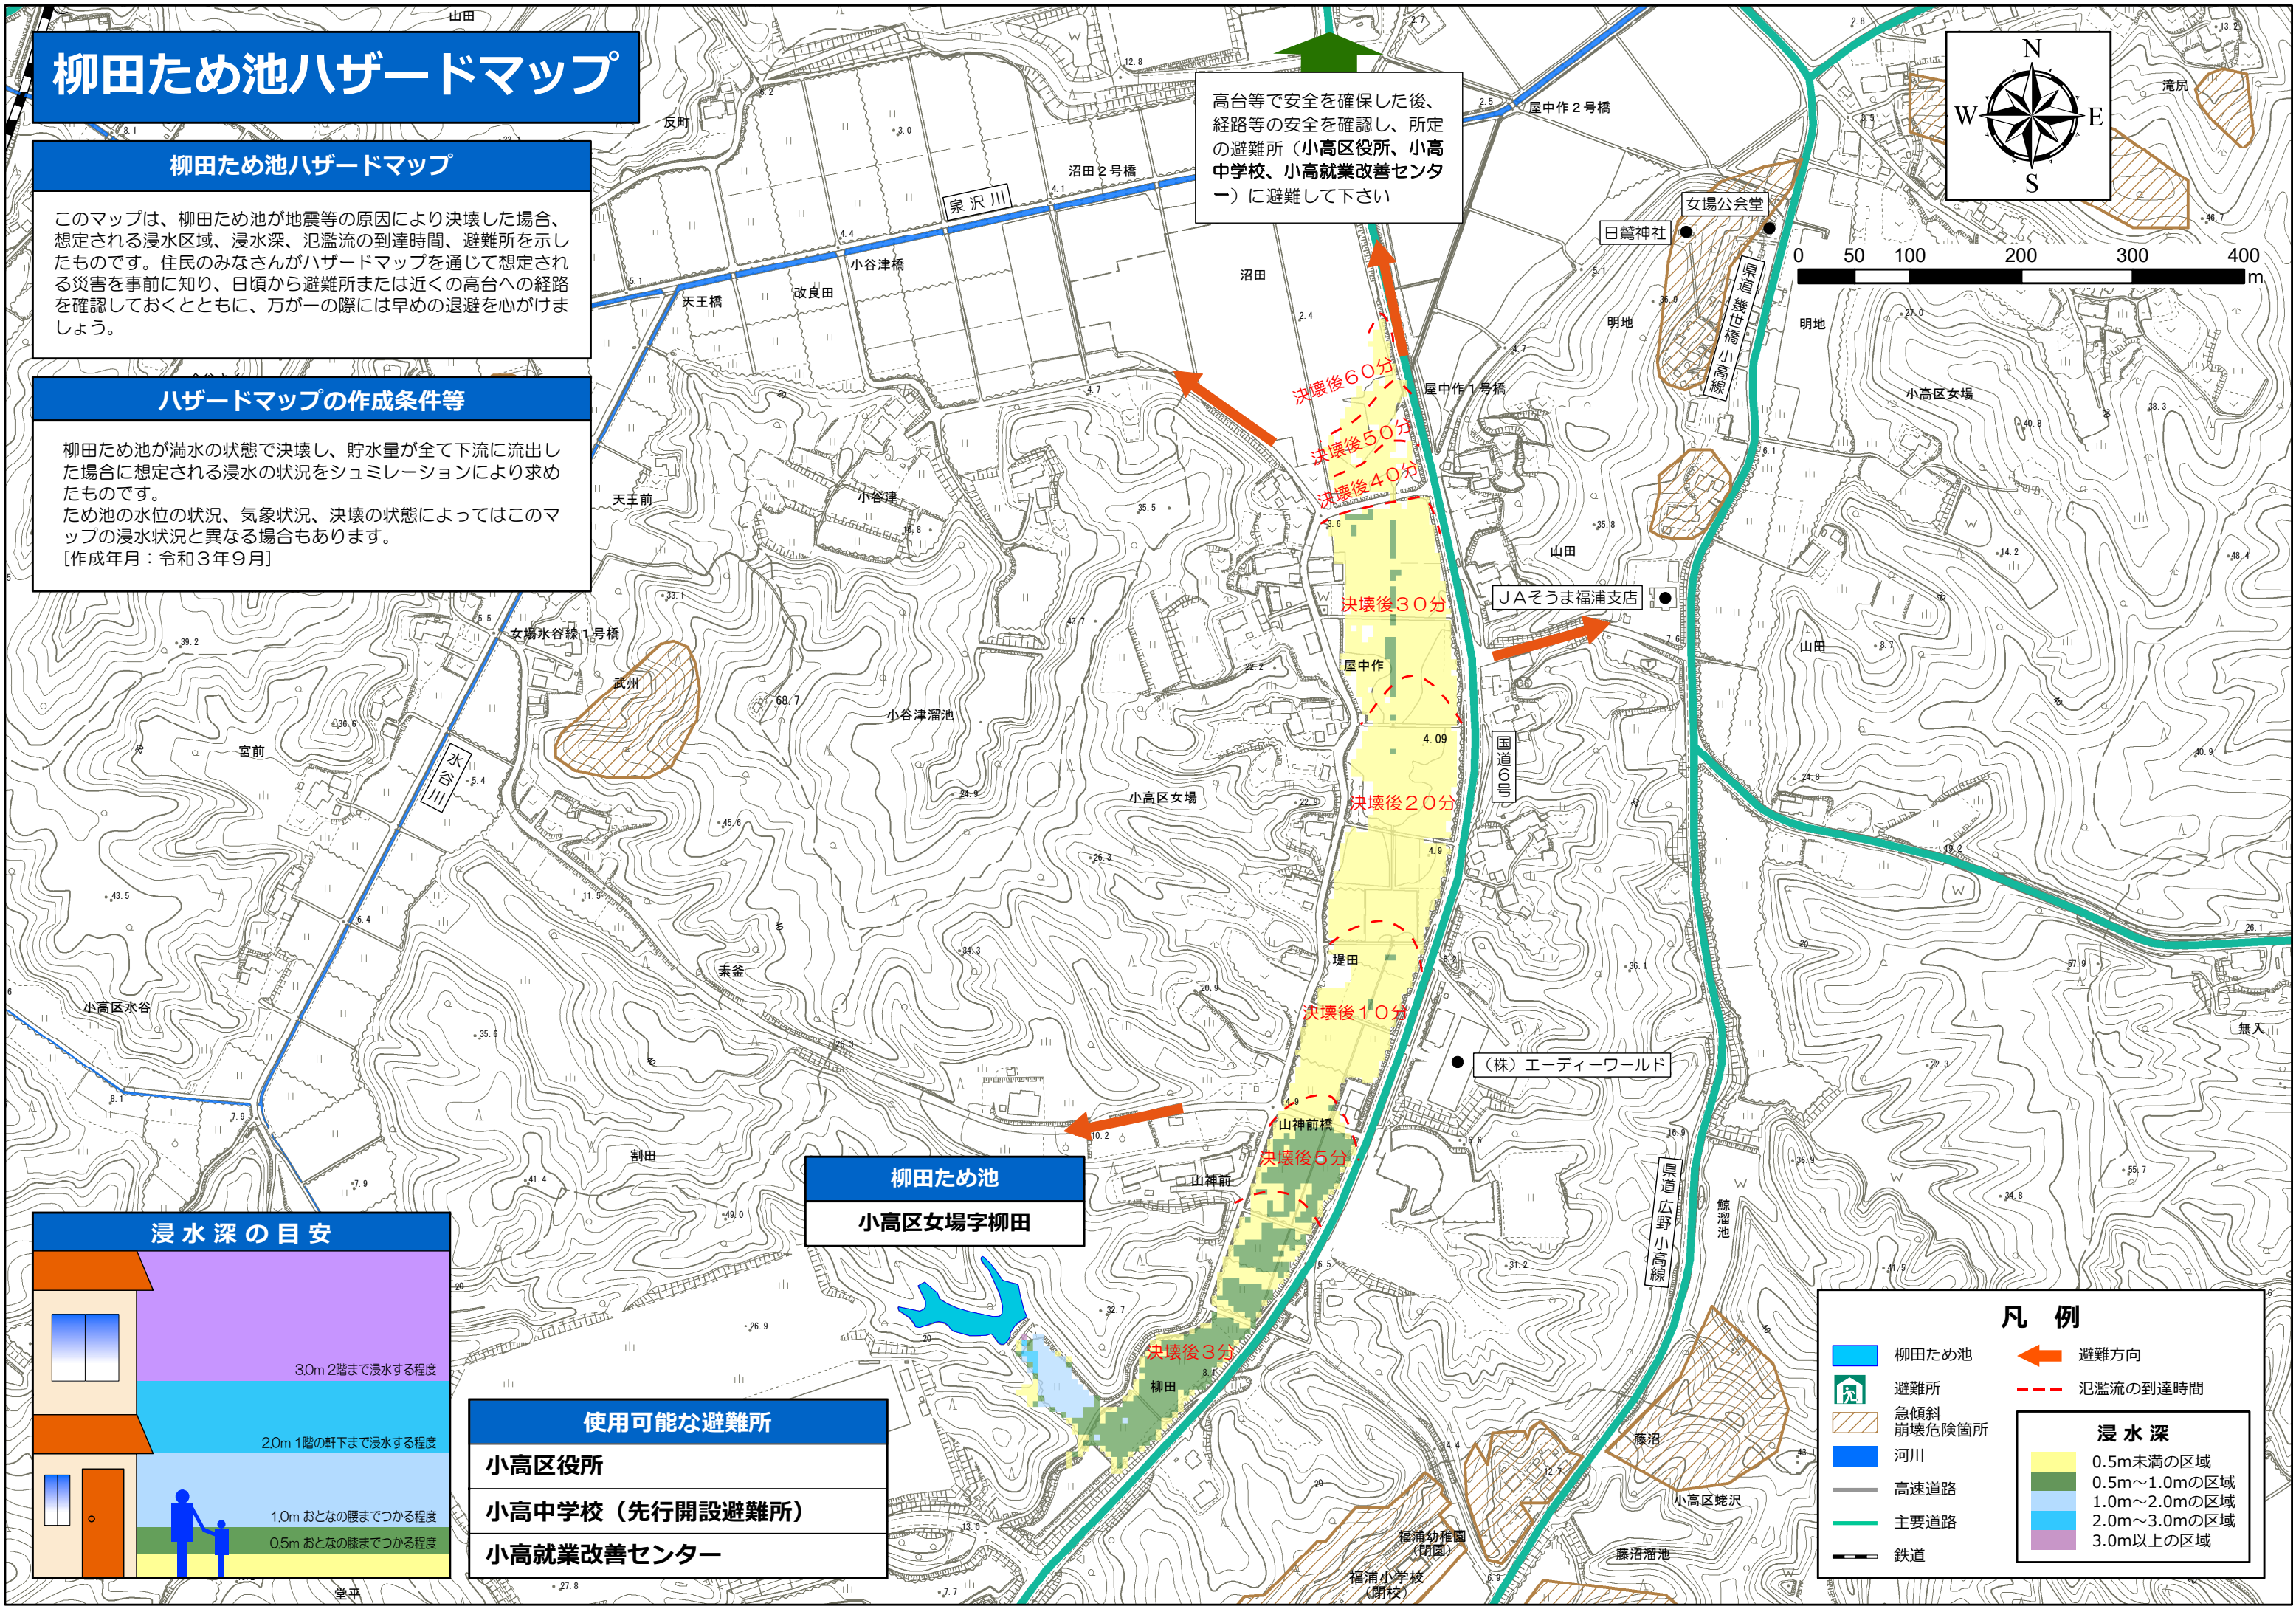 柳田ため池ハザードマップ
柳田ため池ハザードマップ
このマップは、柳田ため池が地震等の原因により決壊した場合、
想定される浸水区域、浸水深、氾濫流の到達時間、避難所を示し
たものです。住民のみなさんがハザードマップを通じて想定され
る災害を事前に知り、日頃から避難所または近くの高台への経路
を確認しておくとともに、万が一の際には早めの退避を心がけま
しょう。
ハザードマップの作成条件等
柳田ため池が満水の状態で決壊し、貯水量が全て下流に流出し
た場合に想定される浸水の状況をシュミレーションにより求め
たものです。
ため池の水位の状況、気象状況、決壊の状態によってはこのマ
ップの浸水状況と異なる場合もあります。
[作成年月：令和３年９月]
高台等で安全を確保した後、
経路等の安全を確認し、所定
の避難所（小高区役所、小高
中学校、小高就業改善センタ
ー）に避難して下さい
N
W E
S
0 50 100 200 300 400
m
山田
反町
滝尻
屋中作２号橋
沼田２号橋
泉沢川
小谷津橋
改良田
天王橋
沼田
女場公会堂
日鷲神社
県道 幾世橋 小高線
明地
明地
小高区女場
屋中作１号橋
決壊後６０分
決壊後５０分
決壊後４０分
天王前
小谷津
山田
ＪＡそうま福浦支店
決壊後３０分
女場水谷線１号橋
武州
屋中作
山田
68.7
小谷津溜池
宮前
水谷川
4.09
国道６号
小高区女場
決壊後２０分
素釜
堤田
小高区水谷
決壊後１０分
無入
（株）エーディーワールド
山神前橋
決壊後５分
割田
山神前
県道 広野 小高線
鯨溜池
柳田ため池
小高区女場字柳田
決壊後３分
柳田
藤沼
小高区蛯沢
福浦幼稚園
（閉園）
藤沼溜池
福浦小学校
（閉校）
堂平
浸水深の目安
3.0m 2階まで浸水する程度
2.0m 1階の軒下まで浸水する程度
1.0m おとなの腰までつかる程度
0.5m おとなの膝までつかる程度
使用可能な避難所
小高区役所
小高中学校（先行開設避難所）
小高就業改善センター
凡 例
柳田ため池
避難所
急傾斜
崩壊危険箇所
河川
高速道路
主要道路
鉄道
避難方向
氾濫流の到達時間
浸水深
0.5m未満の区域
0.5m～1.0mの区域
1.0m～2.0mの区域
2.0m～3.0mの区域
3.0m以上の区域